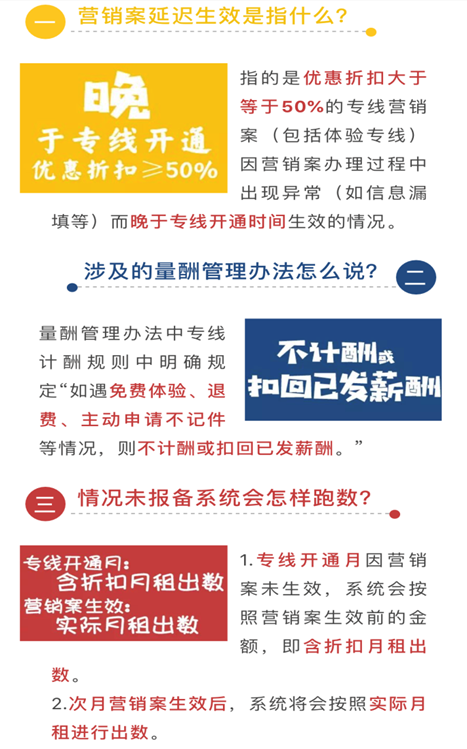 一 营销案延迟生效是指什么?
晚
于专线开通
优惠折扣≥50%
指的是优惠折扣大于
等于50%的专线营销
案（包括体验专线）
因营销案办理过程中
出现异常（如信息漏
填等）而晚于专线开通时间生效的情况。
涉及的量酬管理办法怎么说? 二
量酬管理办法中专线
计酬规则中明确规
定“如遇免费体验、退
费、主动申请不记件
等情况，则不计酬或扣回已发薪酬。”
不计酬或
扣回已发薪酬
三 情况未报备系统会怎样跑数?
专线开通月:
含折扣月租出数
营销案生效:
实际月租出数
1.专线开通月因营销
案未生效，系统会按
照营销案生效前的金
额，即含折扣月租出
数。
2.次月营销案生效后，系统将会按照实际月
租进行出数。